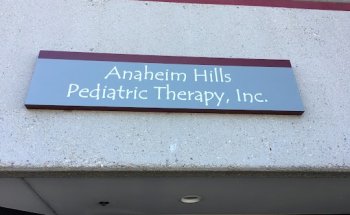 Anaheim Hills
Pediatric Therapy, Inc.